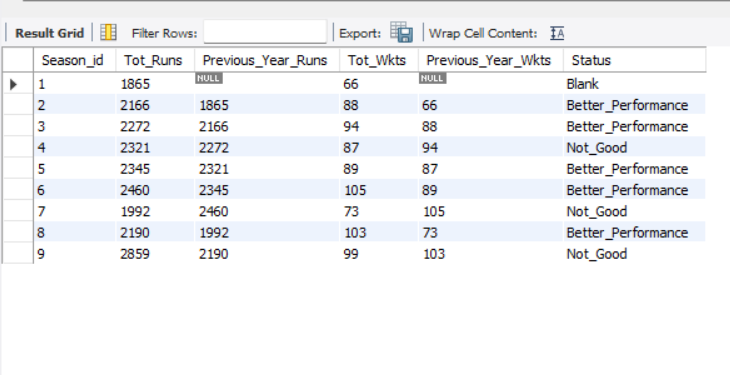 Result Grid Filter Rows: Export: Wrap Cell Content: IA
Season_id Tot_Runs Previous_Year_Runs Tot_Wkts Previous_Year_Wkts Status
1 1865 NULL 66 NULL Blank
2 2166 1865 88 66 Better_Performance
3 2272 2166 94 88 Better_Performance
4 2321 2272 87 94 Not_Good
5 2345 2321 89 87 Better_Performance
6 2460 2345 105 89 Better_Performance
7 1992 2460 73 105 Not_Good
8 2190 1992 103 73 Better_Performance
9 2859 2190 99 103 Not_Good